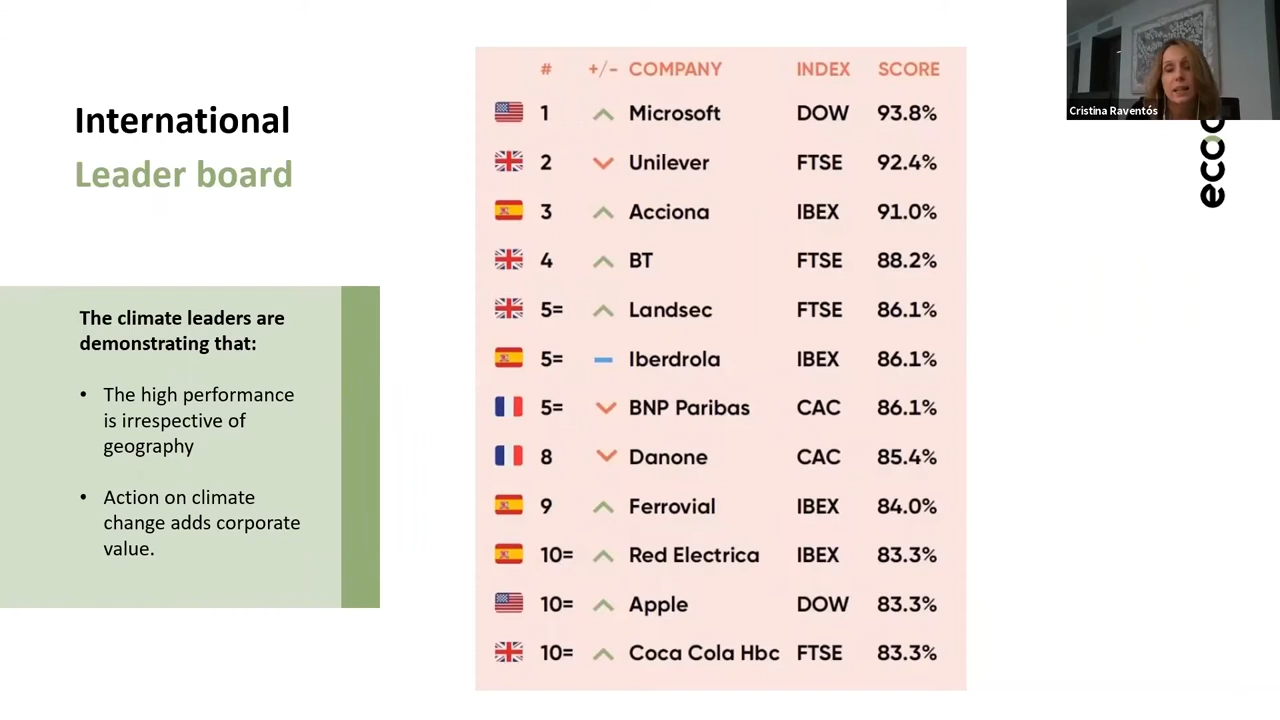 International
Leader board
The climate leaders are
demonstrating that:
• The high performance
is irrespective of
geography
• Action on climate
change adds corporate
value.
# +/- COMPANY INDEX SCORE
1 Microsoft DOW 93.8%
2 Unilever FTSE 92.4%
3 Acciona IBEX 91.0%
4 BT FTSE 88.2%
5= Landsec FTSE 86.1%
5= Iberdrola IBEX 86.1%
5= BNP Paribas CAC 86.1%
8 Danone CAC 85.4%
9 Ferrovial IBEX 84.0%
10= Red Electrica IBEX 83.3%
10= Apple DOW 83.3%
10= Coca Cola Hbc FTSE 83.3%
Cristina Raventós